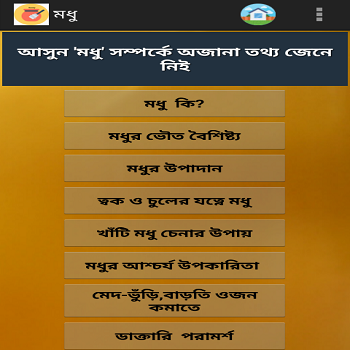 মধু
আসুন 'মধু' সম্পর্কে অজানা তথ্য জেনে
নিই
মধু কি?
মধুর ভৌত বৈশিষ্ট্য
মধুর উপাদান
ত্বক ও চুলের যত্নে মধু
খাঁটি মধু চেনার উপায়
মধুর আশ্চর্য উপকারিতা
মেদ-ভুঁড়ি,বাড়তি ওজন
কমাতে
ডাক্তারি পরামর্শ